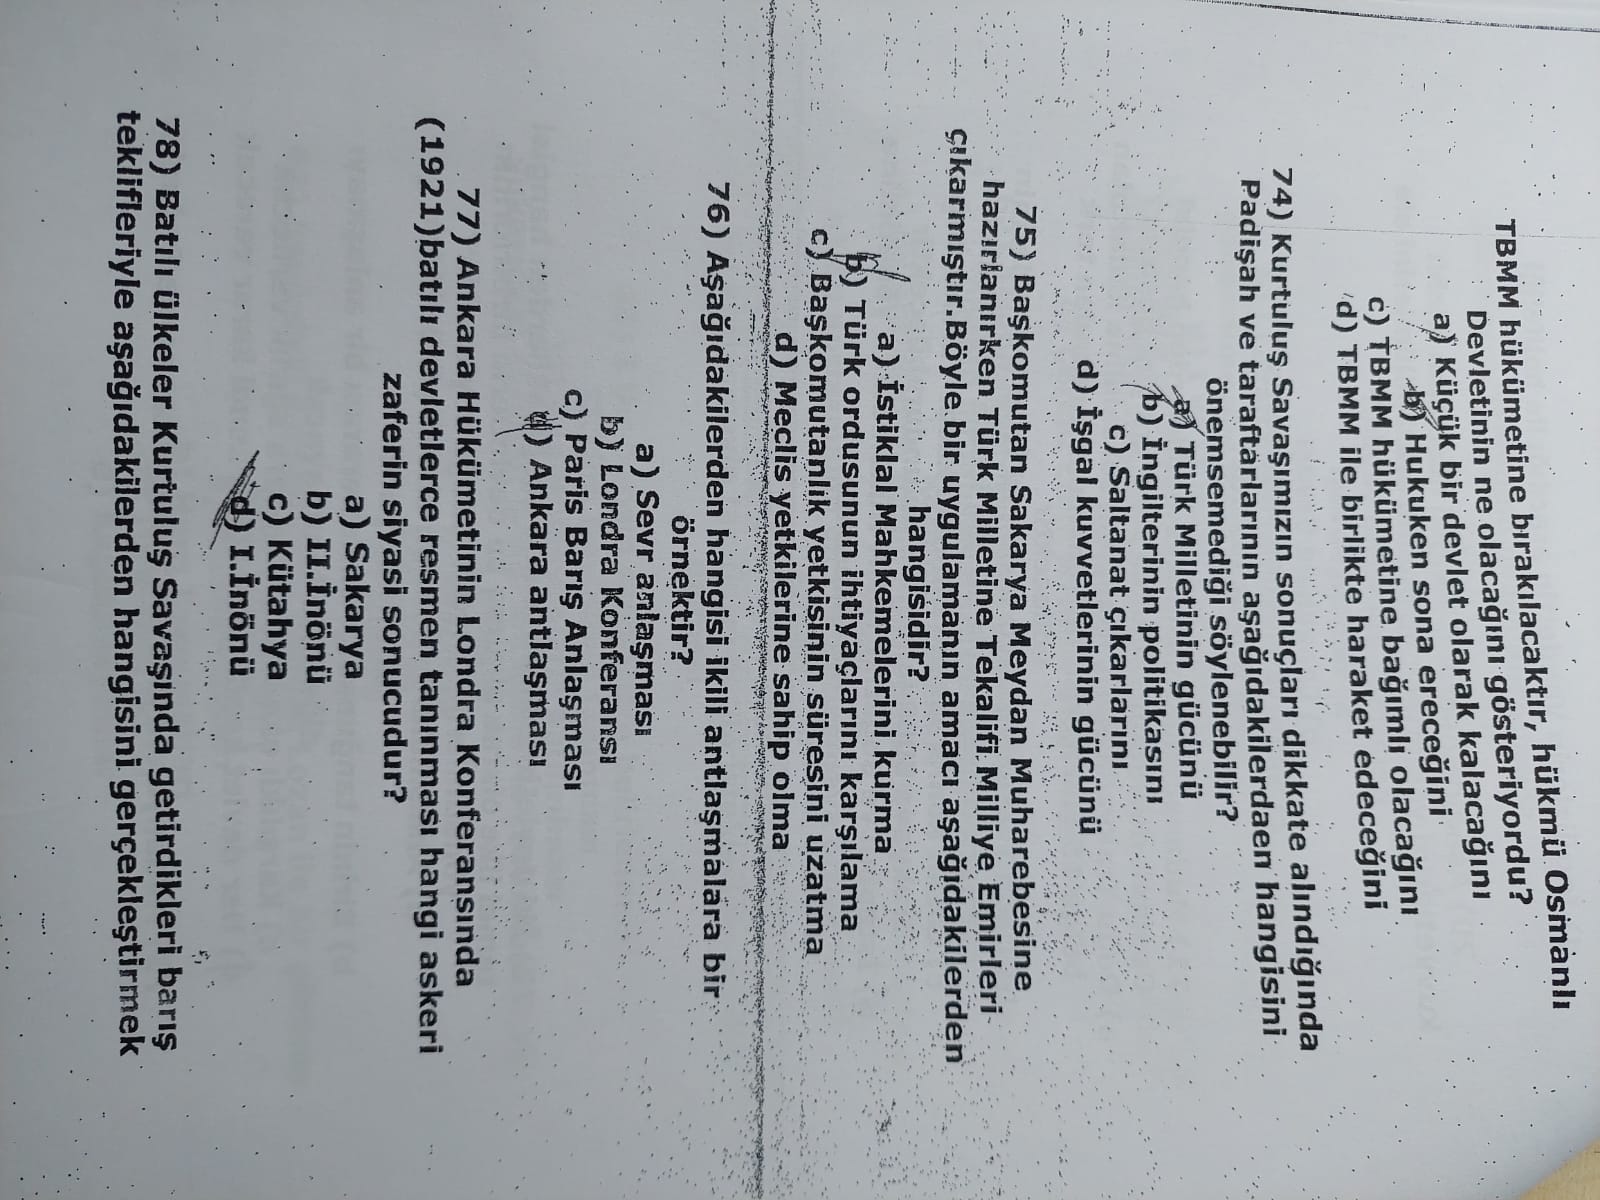 TBMM hükümetine bırakılacaktır, hükmü Osmanlı
Devletinin ne olacağını gösteriyordu?
a) Küçük bir devlet olarak kalacağını
b) Hukuken sona ereceğini
c) TBMM hükümetine bağımlı olacağını
d) TBMM ile birlikte haraket edeceğini
74) Kurtuluş Savaşımızın sonuçları dikkate alındığında
Padişah ve taraftarlarının aşağıdakilerdaen hangisini
önemsemediği söylenebilir?
a) Türk Milletinin gücünü
b) İngilterinin politikasını
c) Saltanat çıkarlarını
d) İşgal kuvvetlerinin gücünü
75) Başkomutan Sakarya Meydan Muharebesine
hazırlanırken Türk Milletine Tekalifi Milliye Emirleri
çıkarmıştır.Böyle bir uygulamanın amacı aşağıdakilerden
hangisidir?
a) İstiklal Mahkemelerini kurma
b) Türk ordusunun ihtiyaçlarını karşılama
c) Başkomutanlık yetkisinin süresini uzatma
d) Meclis yetkilerine sahip olma
76) Aşağıdakilerden hangisi ikili antlaşmalara bir
örnektir?
a) Sevr anlaşması
b) Londra Konferansı
c) Paris Barış Anlaşması
d) Ankara antlaşması
77) Ankara Hükümetinin Londra Konferansında
(1921)batılı devletlerce resmen tanınması hangi askeri
zaferin siyasi sonucudur?
a) Sakarya
b) II.İnönü
c) Kütahya
d) I.İnönü
78) Batılı ülkeler Kurtuluş Savaşında getirdikleri barış
teklifleriyle aşağıdakilerden hangisini gerçekleştirmek